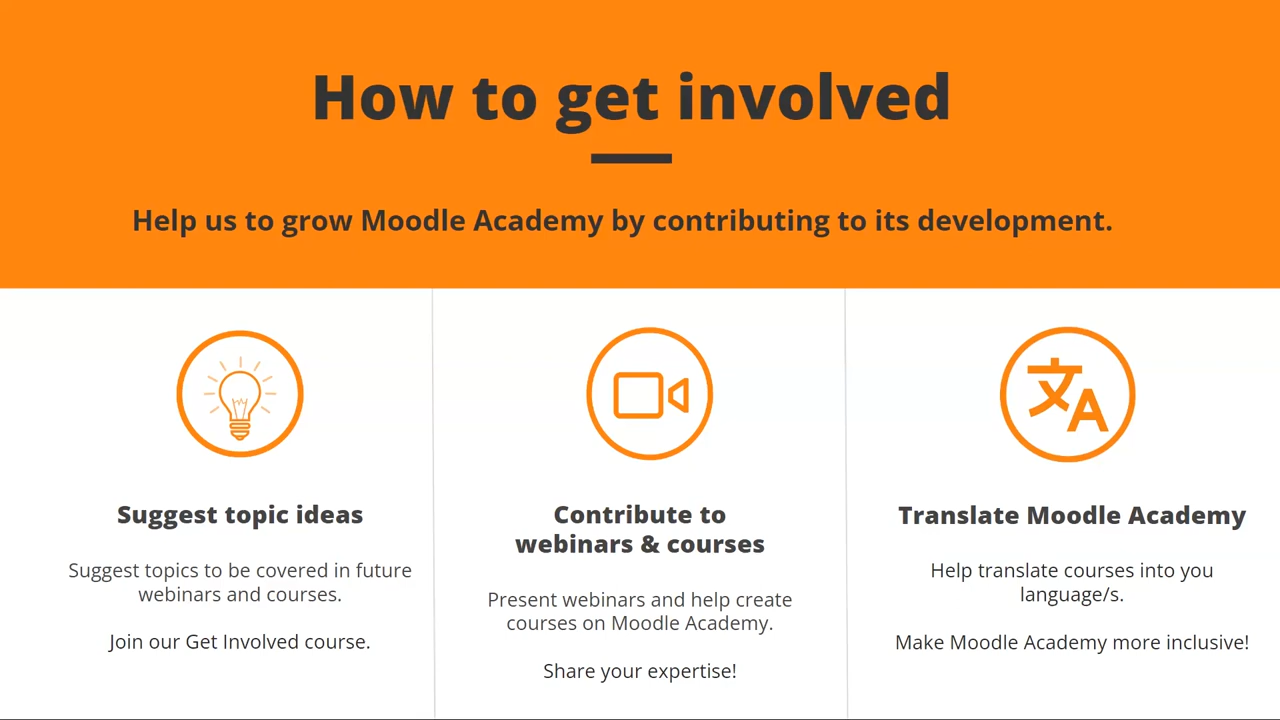 How to get involved
Help us to grow Moodle Academy by contributing to its development.
Suggest topic ideas
Suggest topics to be covered in future
webinars and courses.
Join our Get Involved course.
Contribute to
webinars & courses
Present webinars and help create
courses on Moodle Academy.
Share your expertise!
文A
Translate Moodle Academy
Help translate courses into you
language/s.
Make Moodle Academy more inclusive!